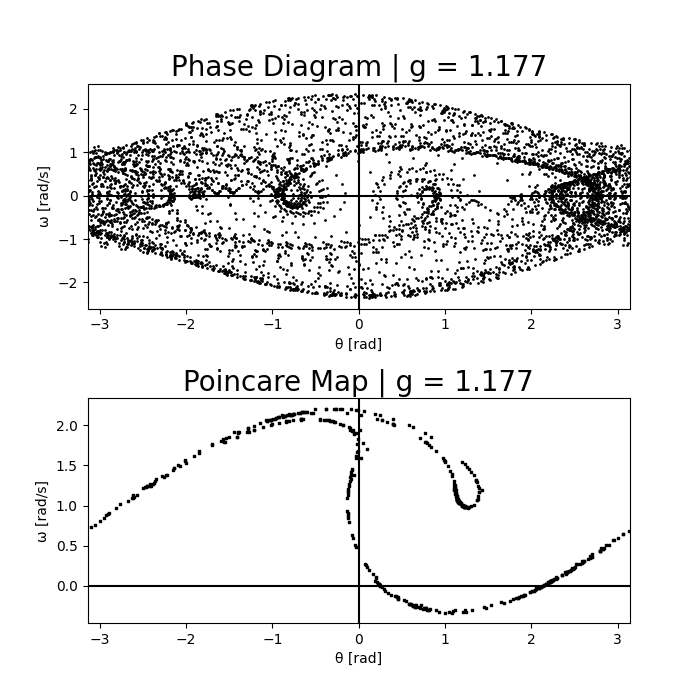 Phase Diagram | g = 1.177
2
1
0
−1
−2
ω [rad/s]
−3 −2 −1 0 1 2 3
θ [rad]
Poincare Map | g = 1.177
2.0
1.5
1.0
0.5
0.0
ω [rad/s]
−3 −2 −1 0 1 2 3
θ [rad]